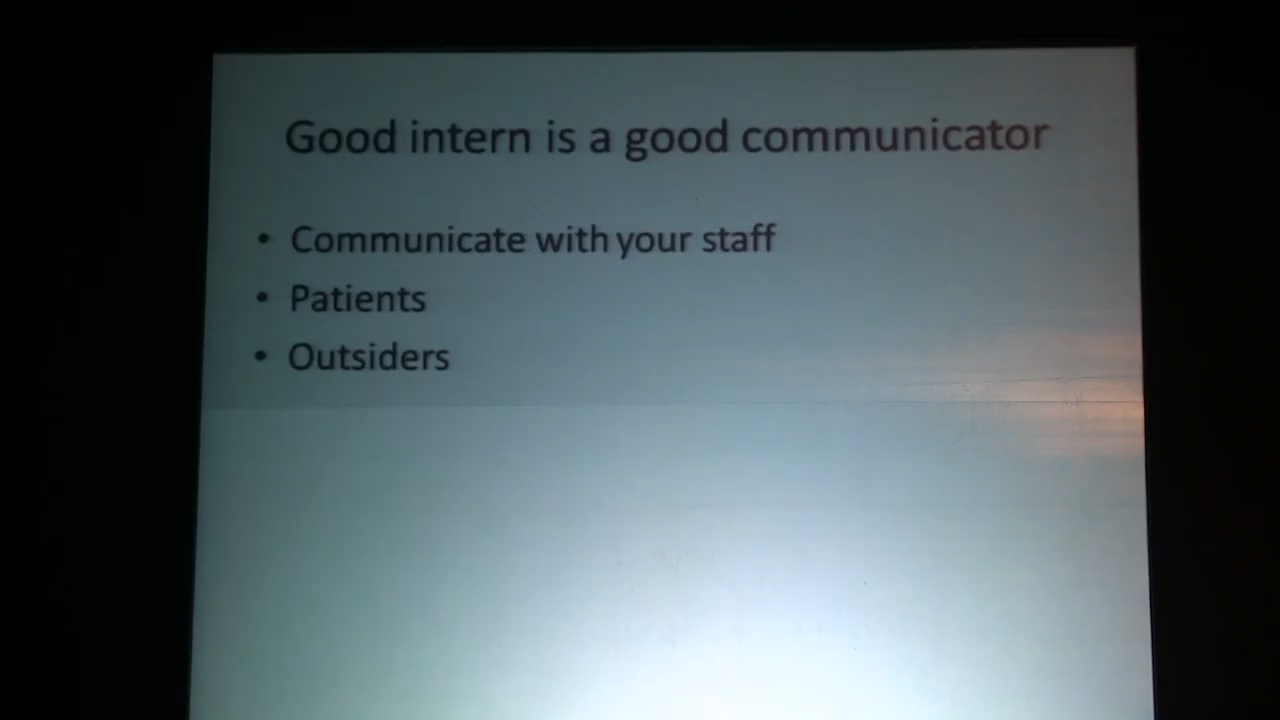 Good intern is a good communicator
• Communicate with your staff
• Patients
• Outsiders